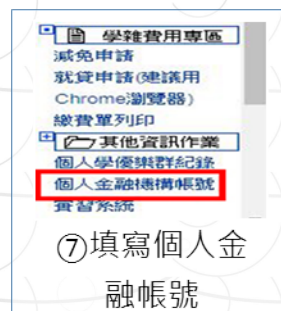 學雜費用專區
減免申請
就貸申請(建議用
Chrome瀏覽器)
繳費單列印
其他資訊作業
個人學優樂群紀錄
個人金融機構帳號
實習系統
⑦填寫個人金
融帳號